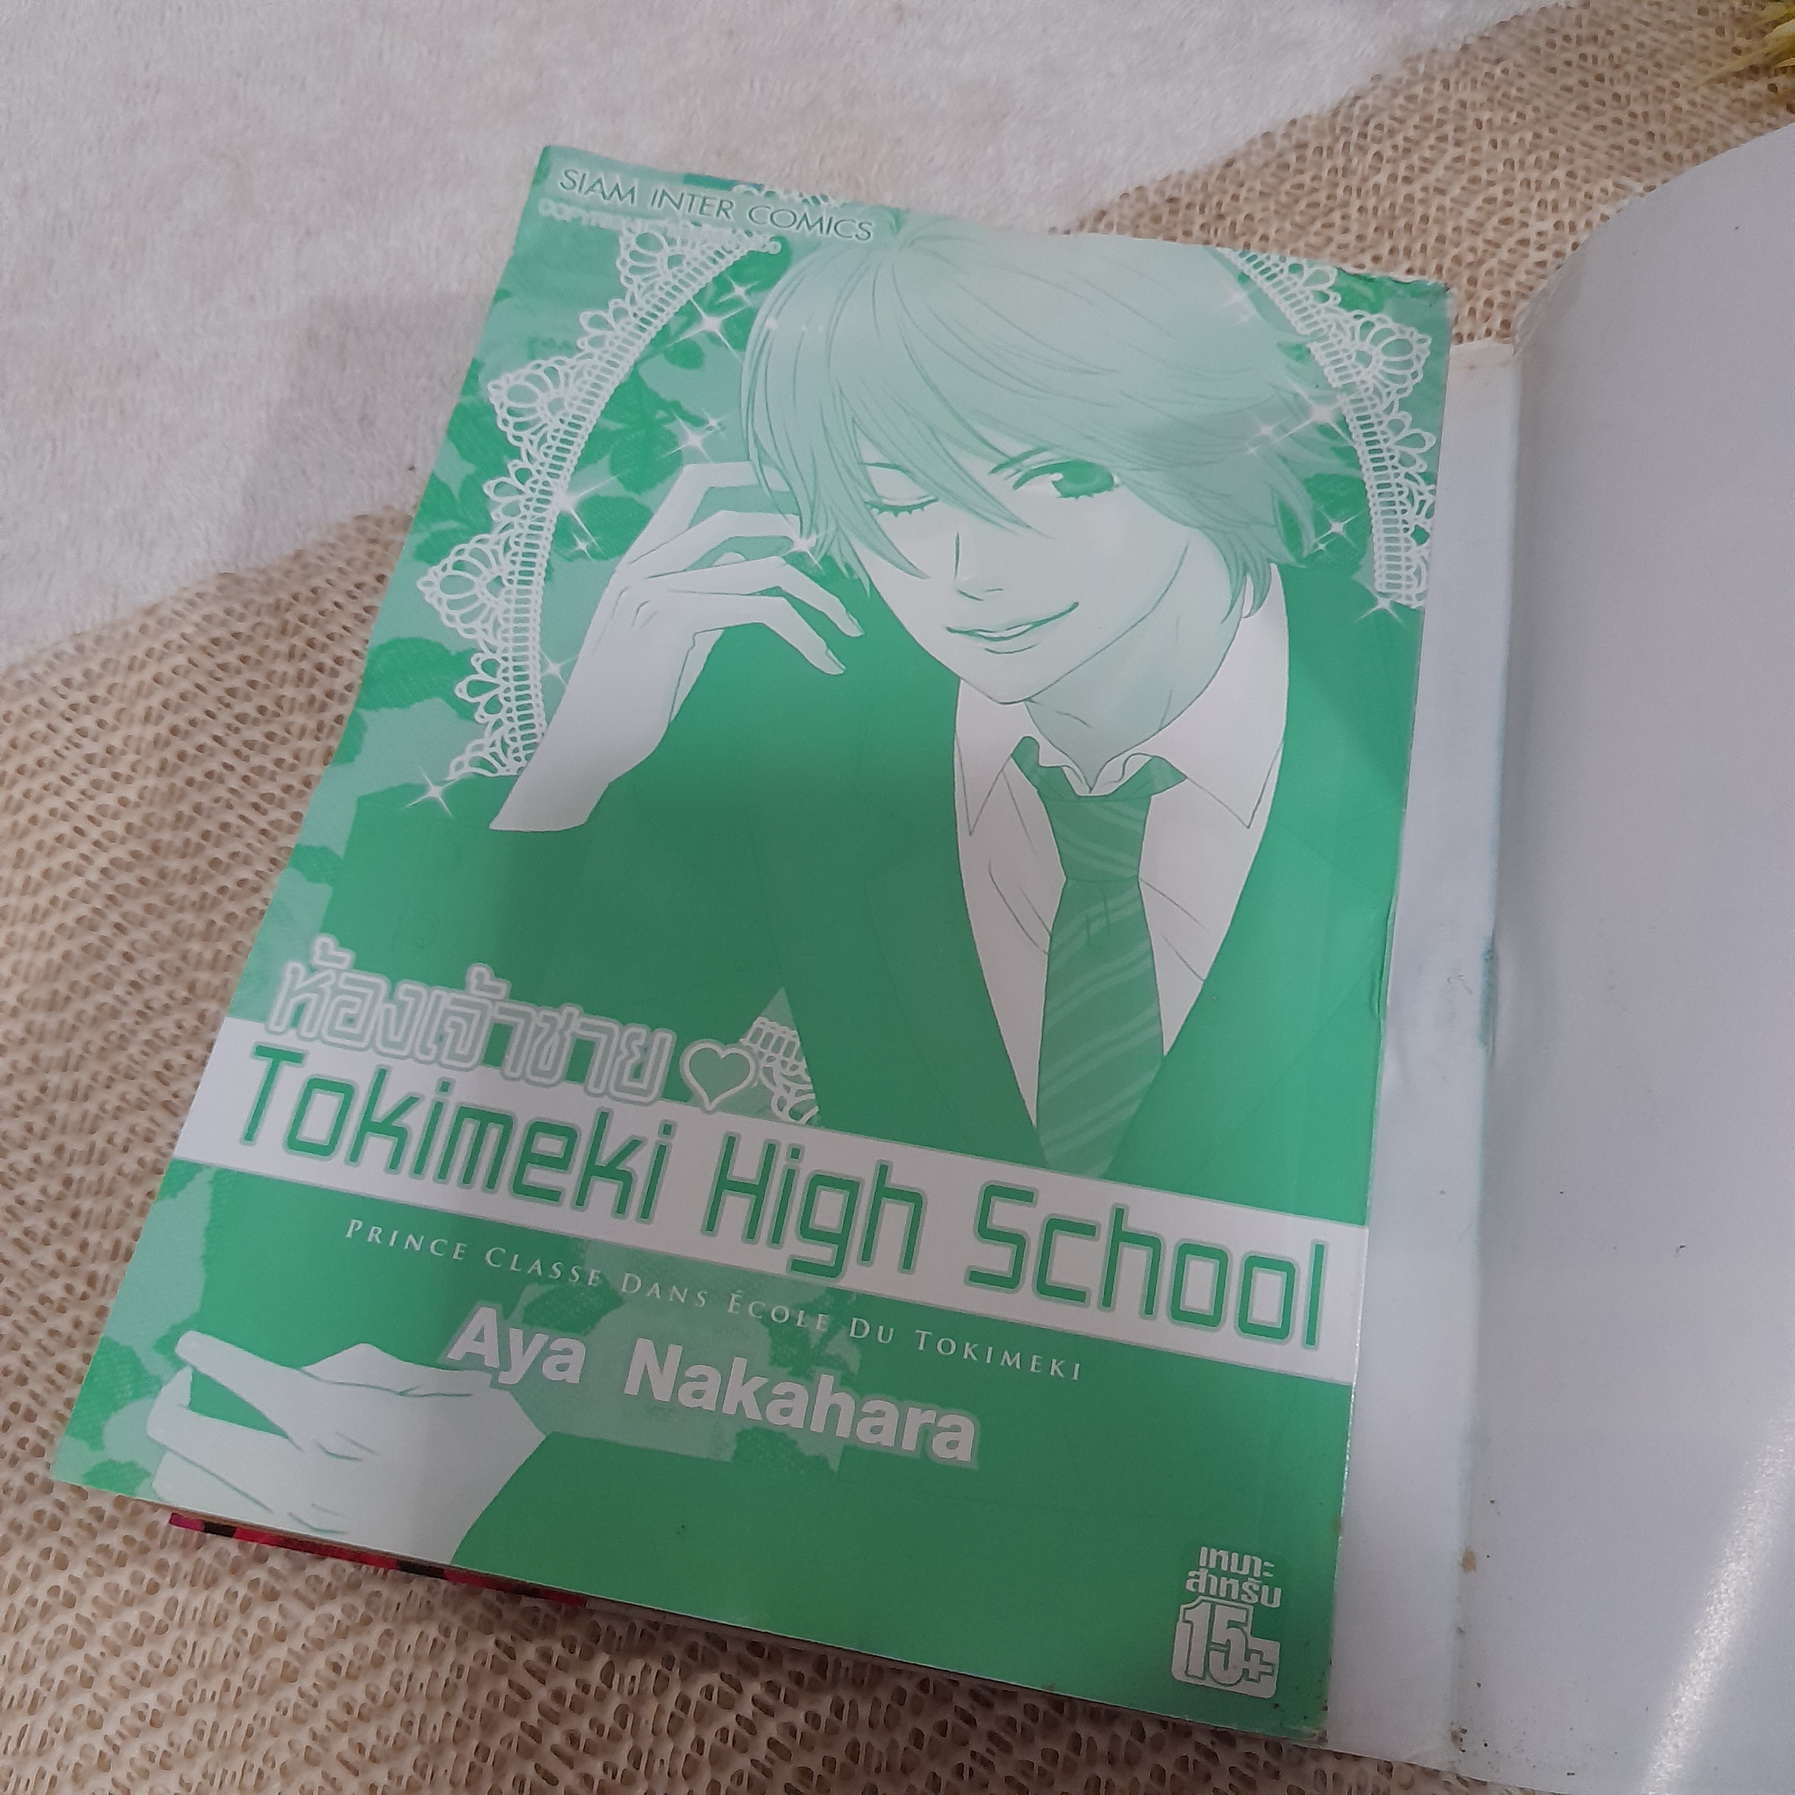 SIAM INTER COMICS
ห้องเจ้าชาย
Tokimeki High School
PRINCE CLASSE DANS ÉCOLE DU TOKIMEKI
Aya Nakahara
เหมาะ
สำหรับ
15+